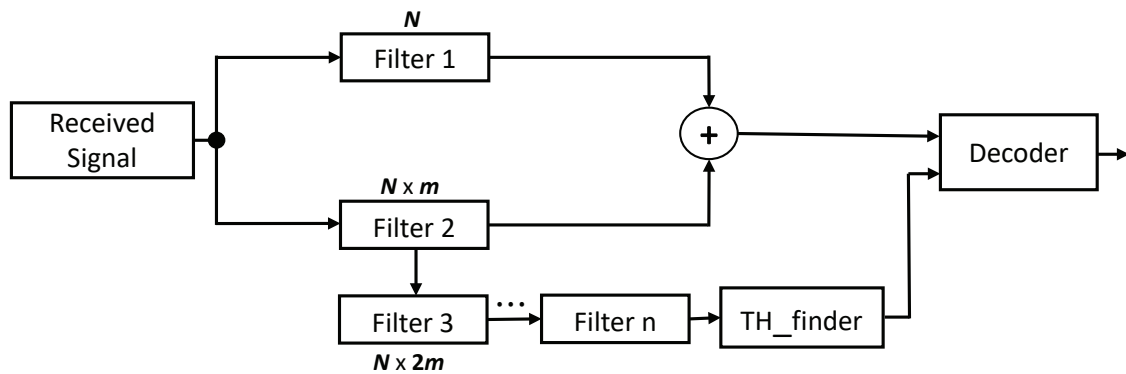 N
Filter 1
Received
Signal
+
Decoder
N x m
Filter 2
Filter 3
...
Filter n
TH_finder
N x 2m